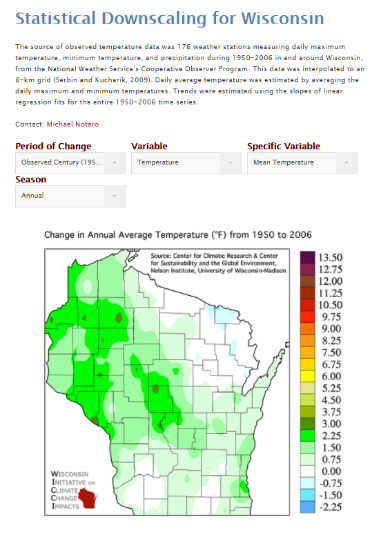 Statistical Downscaling for Wisconsin
The source of observed temperature data was 176 weather stations measuring daily maximum
temperature, minimum temperature, and precipitation during 1950-2006 in and around Wisconsin,
from the National Weather Service's Cooperative Observer Program. This data was interpolated to an
8-km grid (Serbin and Kucharik, 2009). Daily average temperature was estimated by averaging the
daily maximum and minimum temperatures. Trends were estimated using the slopes of linear
regression fits for the entire 1950-2006 time series.
Contact: Michael Notaro
Period of Change Variable Specific Variable
Observed Century (195... Temperature Mean Temperature
Season
Annual
Change in Annual Average Temperature (°F) from 1950 to 2006
Source: Center for Climatic Research & Center
for Sustainability and the Global Environment,
Nelson Institute, University of Wisconsin-Madison
13.50
12.75
12.00
11.25
10.50
9.75
9.00
8.25
7.50
6.75
6.00
5.25
4.50
3.75
3.00
2.25
1.50
0.75
0.00
-0.75
-1.50
-2.25
WISCONSIN
INITIATIVE ON
CLIMATE
CHANGE
IMPACTS